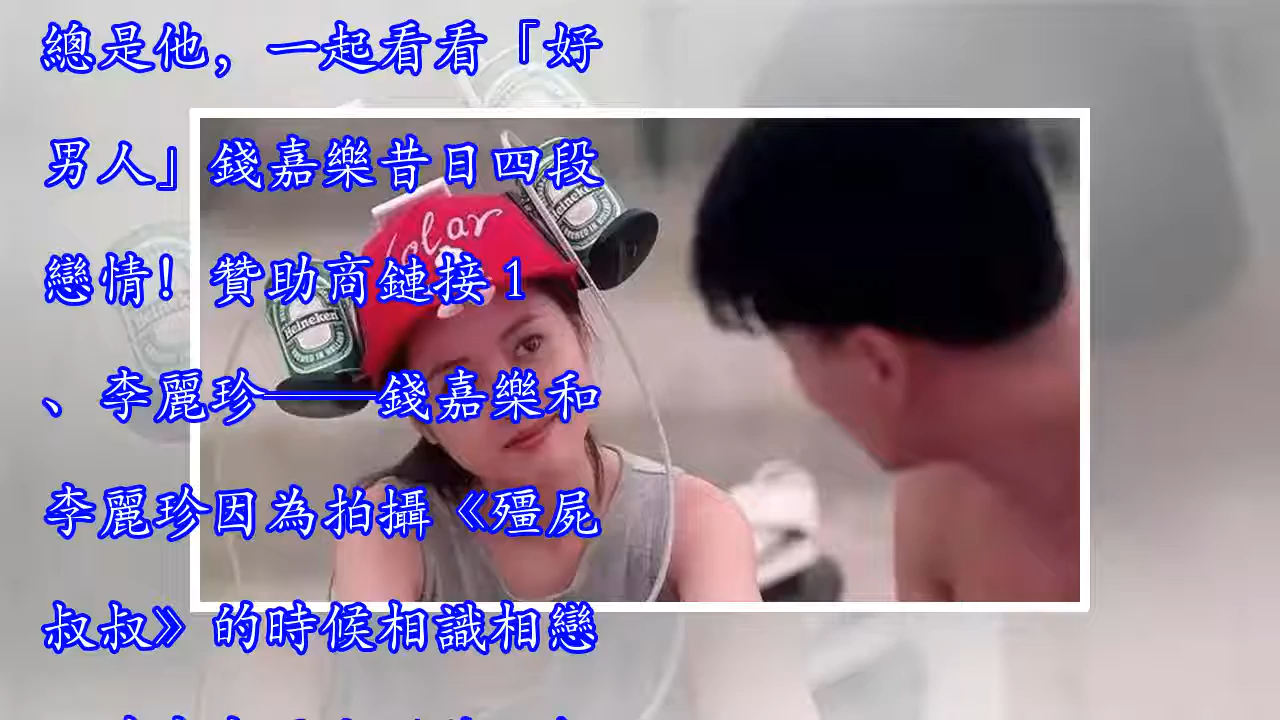 總是他，一起看看「好
男人」錢嘉樂昔日四段
戀情！贊助商鏈接 1
、李麗珍——錢嘉樂和
李麗珍因為拍攝《殭屍
叔叔》的時候相識相戀
Heineken
Heineken